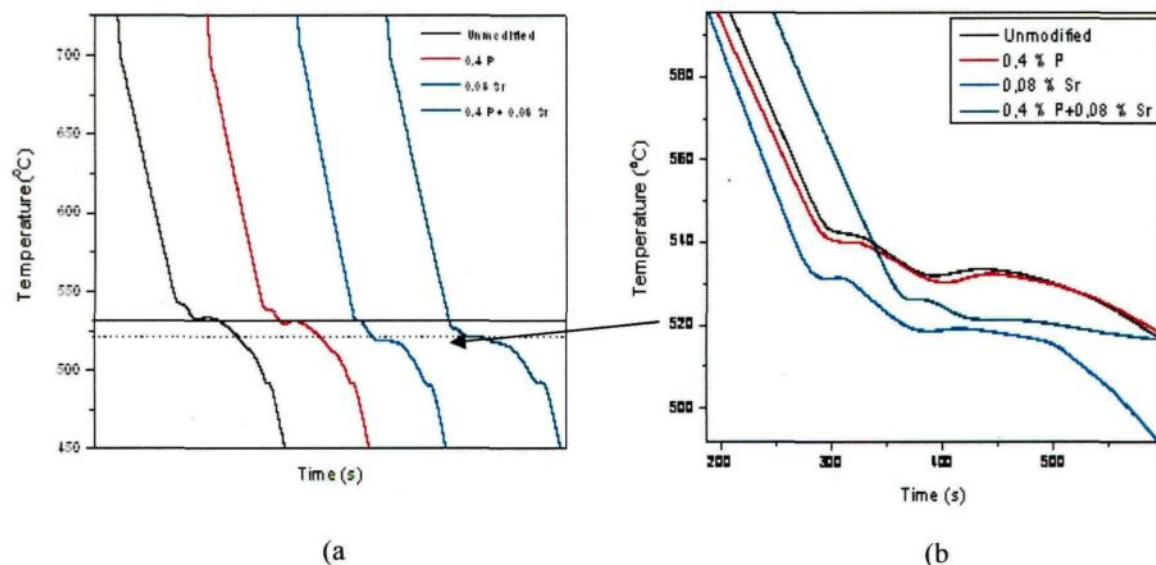 700
650
600
550
500
450
Temperature(⁰C)
Time (s)
Unmodified
0,4 P
0,08 Sr
0,4 P+0,08 Sr
(a
580
560
540
520
500
Temperature (⁰C)
200 300 400 500
Time (s)
Unmodified
0,4 % P
0,08 % Sr
0,4 % P+0,08 % Sr
(b)